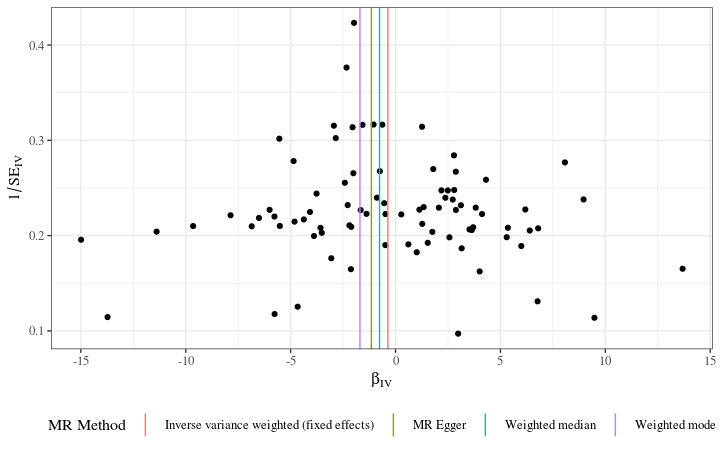 0.4
0.3
0.2
0.1
1/SE_IV
-15 -10 -5 0 5 10 15
β_IV
MR Method Inverse variance weighted (fixed effects) MR Egger Weighted median Weighted mode